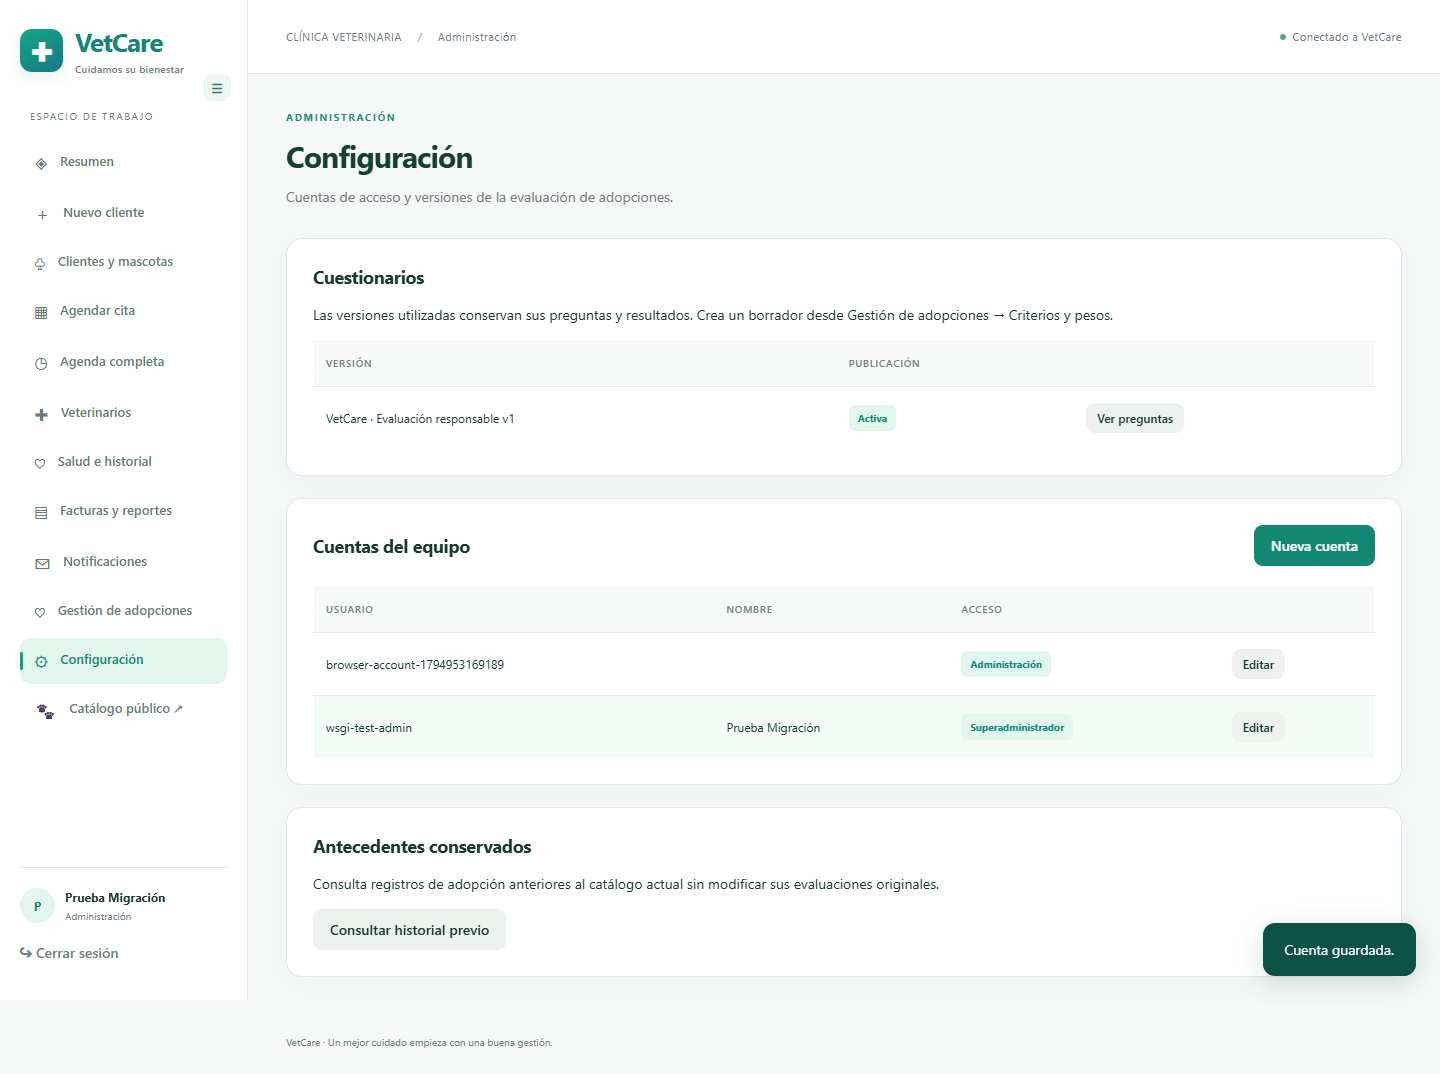 VetCare
Cuidamos su bienestar
ESPACIO DE TRABAJO
Resumen
Nuevo cliente
Clientes y mascotas
Agendar cita
Agenda completa
Veterinarios
Salud e historial
Facturas y reportes
Notificaciones
Gestión de adopciones
Configuración
Catálogo público ↗
Prueba Migración
P
Administración
Cerrar sesión
CLÍNICA VETERINARIA / Administración
Conectado a VetCare
ADMINISTRACIÓN
Configuración
Cuentas de acceso y versiones de la evaluación de adopciones.
Cuestionarios
Las versiones utilizadas conservan sus preguntas y resultados. Crea un borrador desde Gestión de adopciones → Criterios y pesos.
VERSIÓN PUBLICACIÓN
VetCare · Evaluación responsable v1 Activa Ver preguntas
Cuentas del equipo
Nueva cuenta
USUARIO NOMBRE ACCESO
browser-account-1794953169189 Administración Editar
wsgi-test-admin Prueba Migración Superadministrador Editar
Antecedentes conservados
Consulta registros de adopción anteriores al catálogo actual sin modificar sus evaluaciones originales.
Consultar historial previo
Cuenta guardada.
VetCare · Un mejor cuidado empieza con una buena gestión.